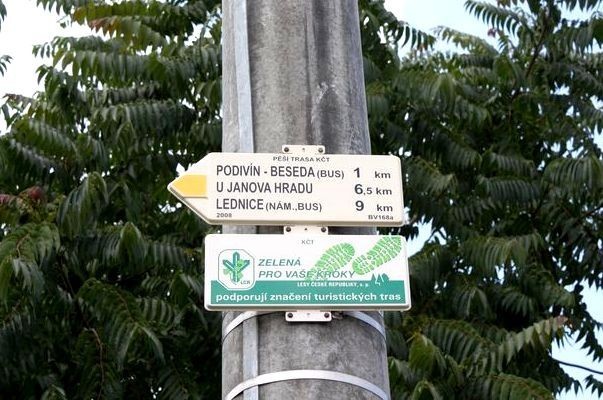 PĚŠÍ TRASA KČT
PODIVÍN - BESEDA (BUS) 1 km
U JANOVA HRADU 6,5 km
LEDNICE (NÁM.,BUS) 9 km
2008 BV168a
KČT
ZELENÁ
PRO VAŠE KROKY
LČR LESY ČESKÉ REPUBLIKY, s. p.
podporují značení turistických tras